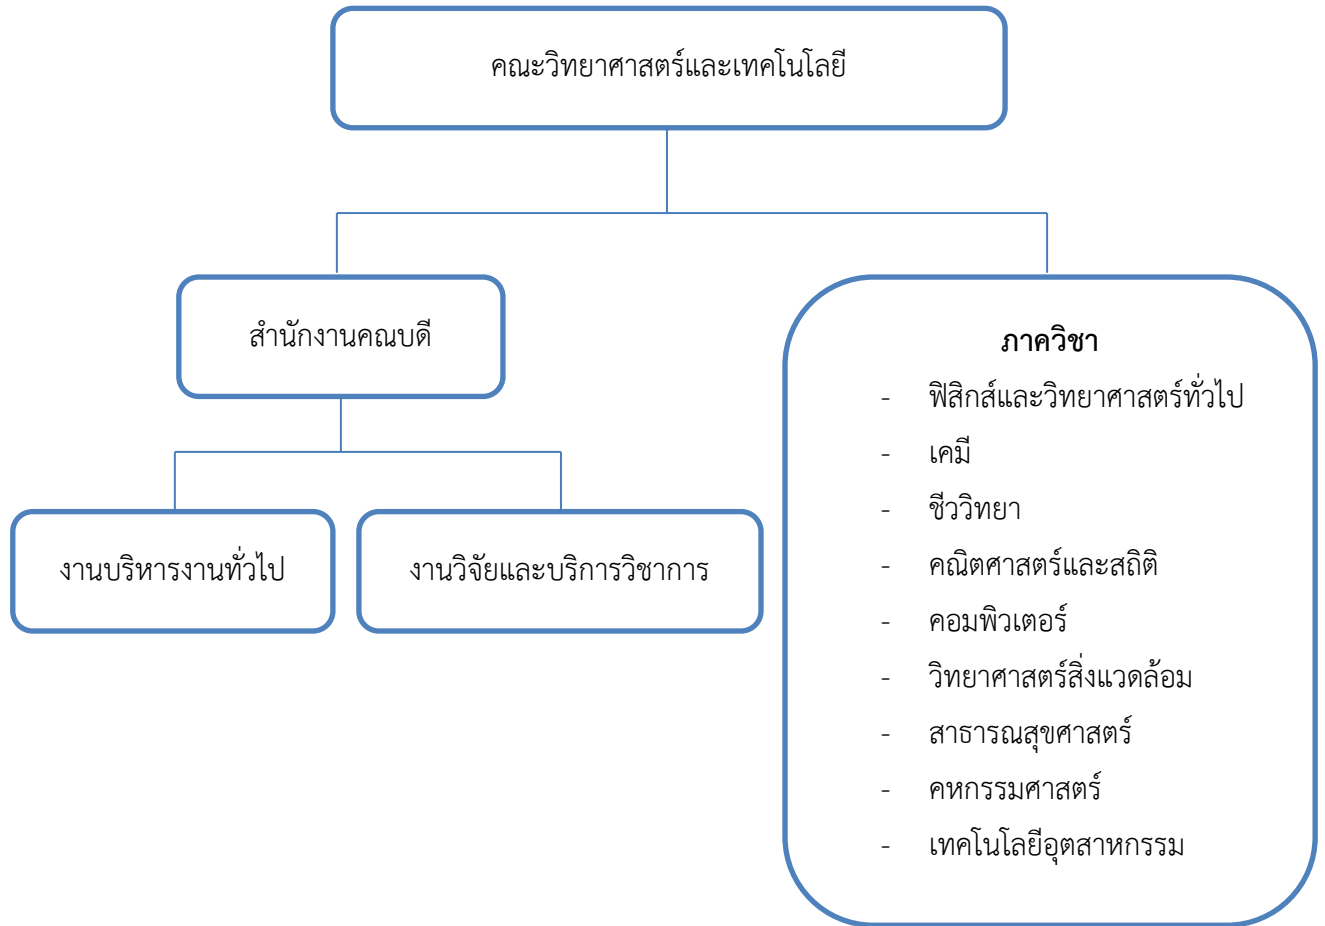 คณะวิทยาศาสตร์และเทคโนโลยี
สำนักงานคณบดี
งานบริหารงานทั่วไป
งานวิจัยและบริการวิชาการ
ภาควิชา
- ฟิสิกส์และวิทยาศาสตร์ทั่วไป
- เคมี
- ชีววิทยา
- คณิตศาสตร์และสถิติ
- คอมพิวเตอร์
- วิทยาศาสตร์สิ่งแวดล้อม
- สาธารณสุขศาสตร์
- คหกรรมศาสตร์
- เทคโนโลยีอุตสาหกรรม